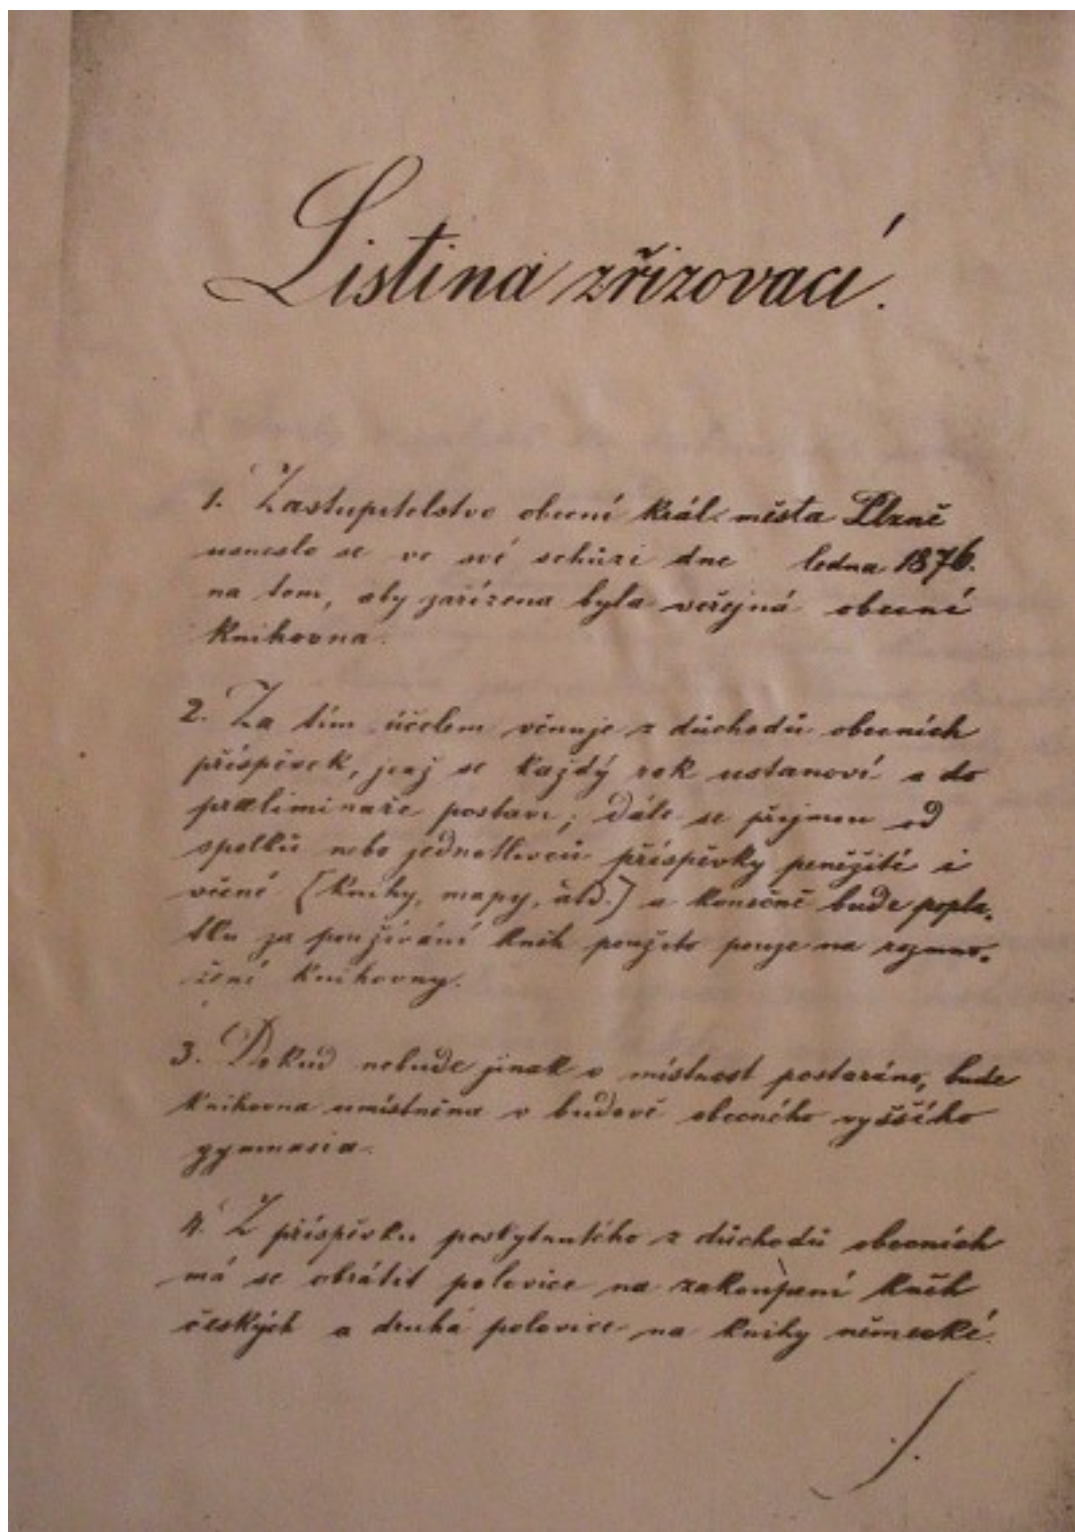 Listina zřizovací.
1. Zastupitelstvo obecní král. města Plzně
usneslo se ve své schůzi dne ledna 1876.
na tom, aby zařízena byla veřejná obecní
knihovna.
2. Za tím účelem věnuje z důchodů obecních
příspěvek, jenž se každý rok ustanoví a do
præliminaře postaví; dále se přijmou od
spolků nebo jednotlivců příspěvky peněžité i
věcné (knihy, mapy, atd.) a konečně bude popla-
tku za používání knih použito pouze na rozmno-
žení knihovny.
3. Dokud nebude jinak o místnost postaráno, bude
knihovna umístněna v budově obecného vyššího
gymnasia.
4. Z příspěvku poskytnutého z důchodů obecních
má se obrátit polovice na zakoupení knih
českých a druhá polovice na knihy německé.
./.